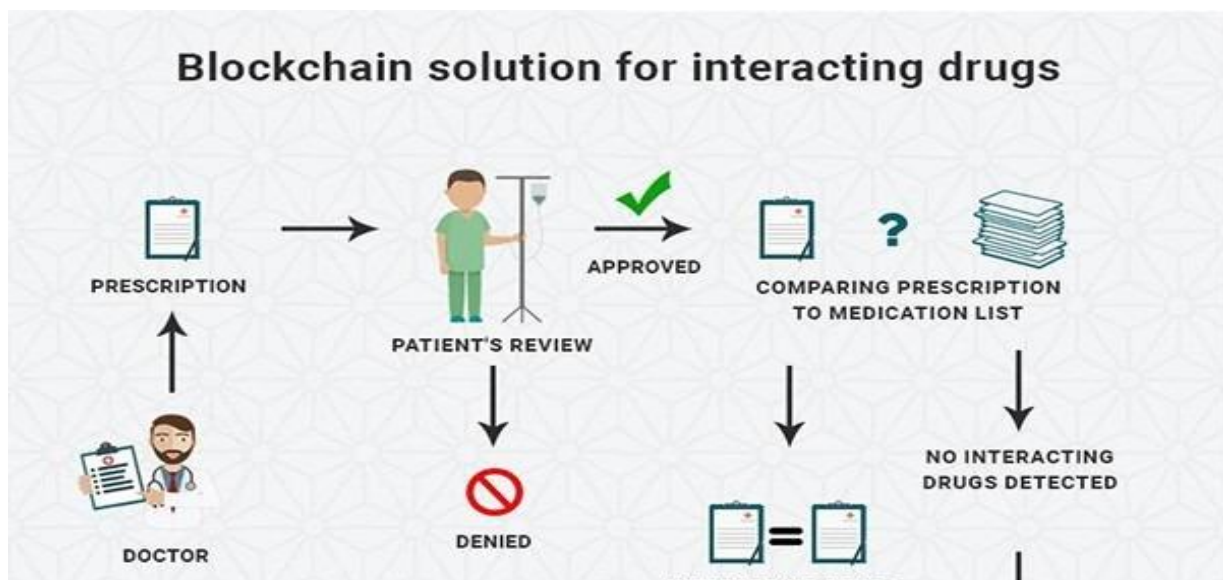 Blockchain solution for interacting drugs
PRESCRIPTION
PATIENT'S REVIEW
APPROVED
COMPARING PRESCRIPTION
TO MEDICATION LIST
DOCTOR
DENIED
NO INTERACTING
DRUGS DETECTED